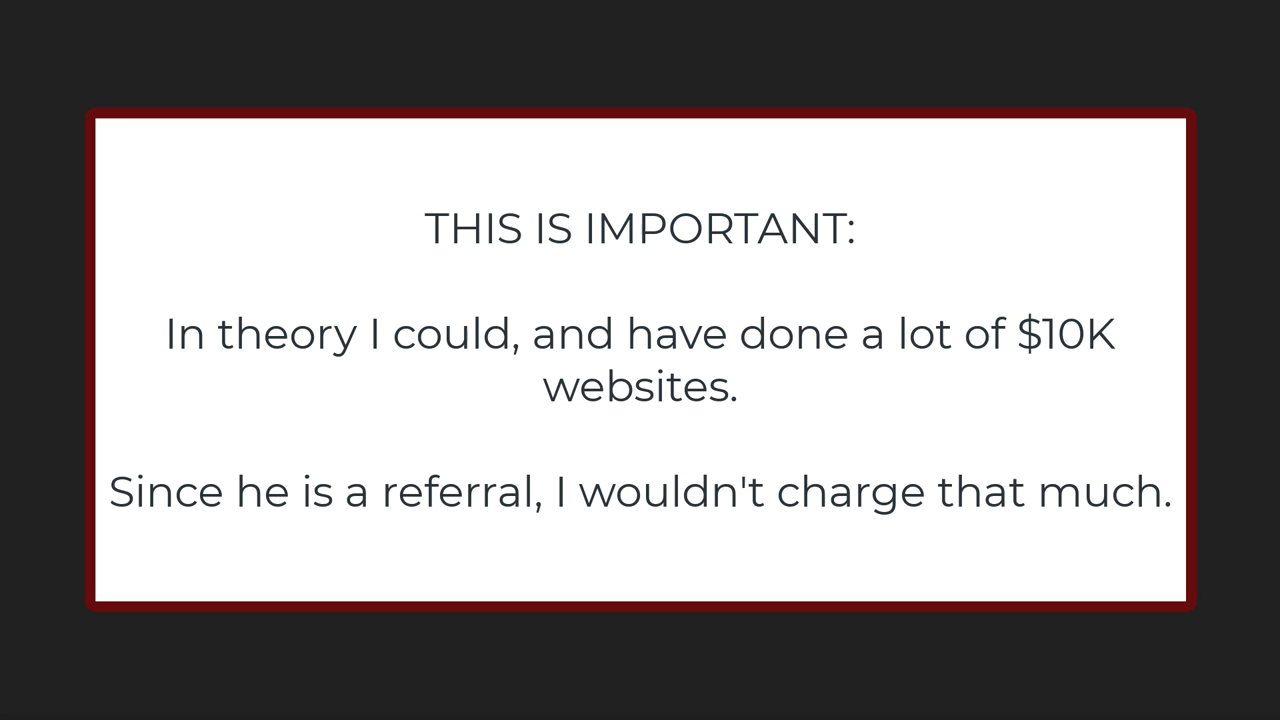 THIS IS IMPORTANT:
In theory I could, and have done a lot of $10K
websites.
Since he is a referral, I wouldn't charge that much.